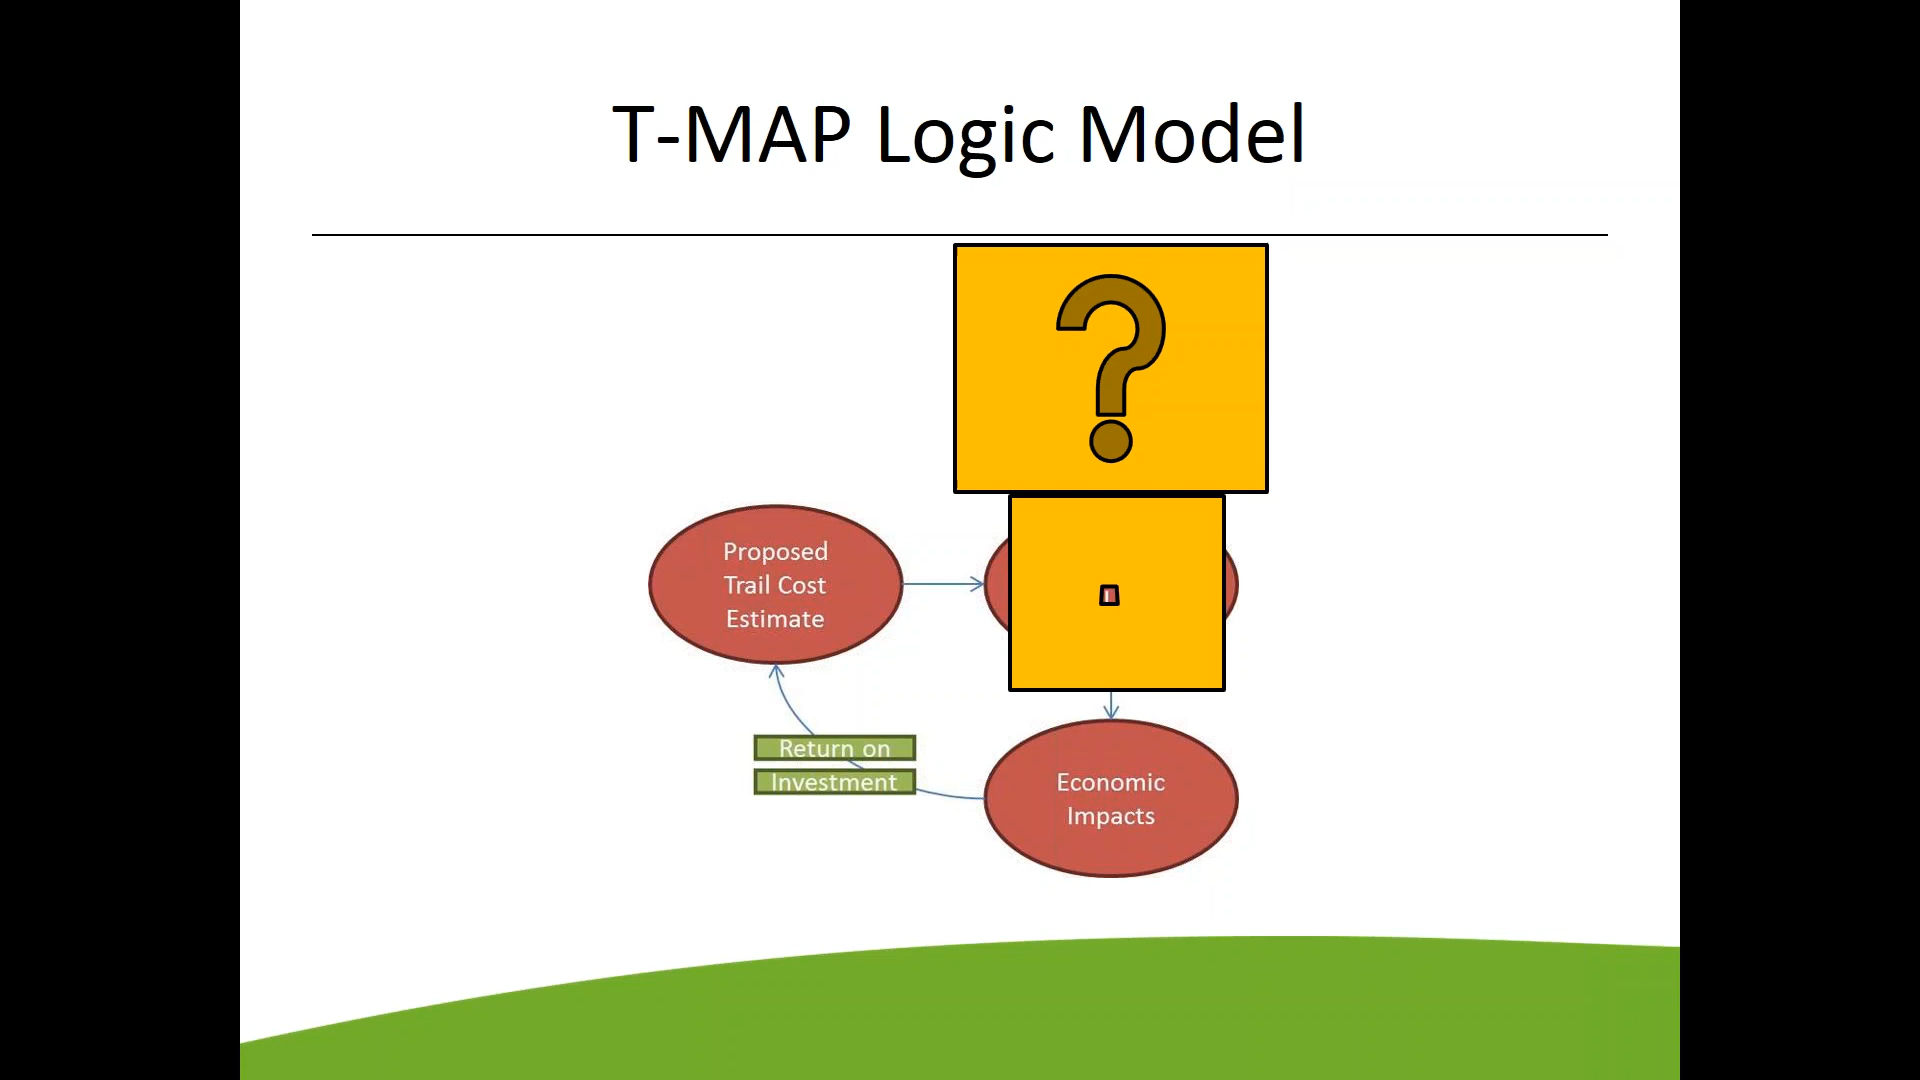 T-MAP Logic Model
?
Proposed
Trail Cost
Estimate
Return on
Investment
Economic
Impacts